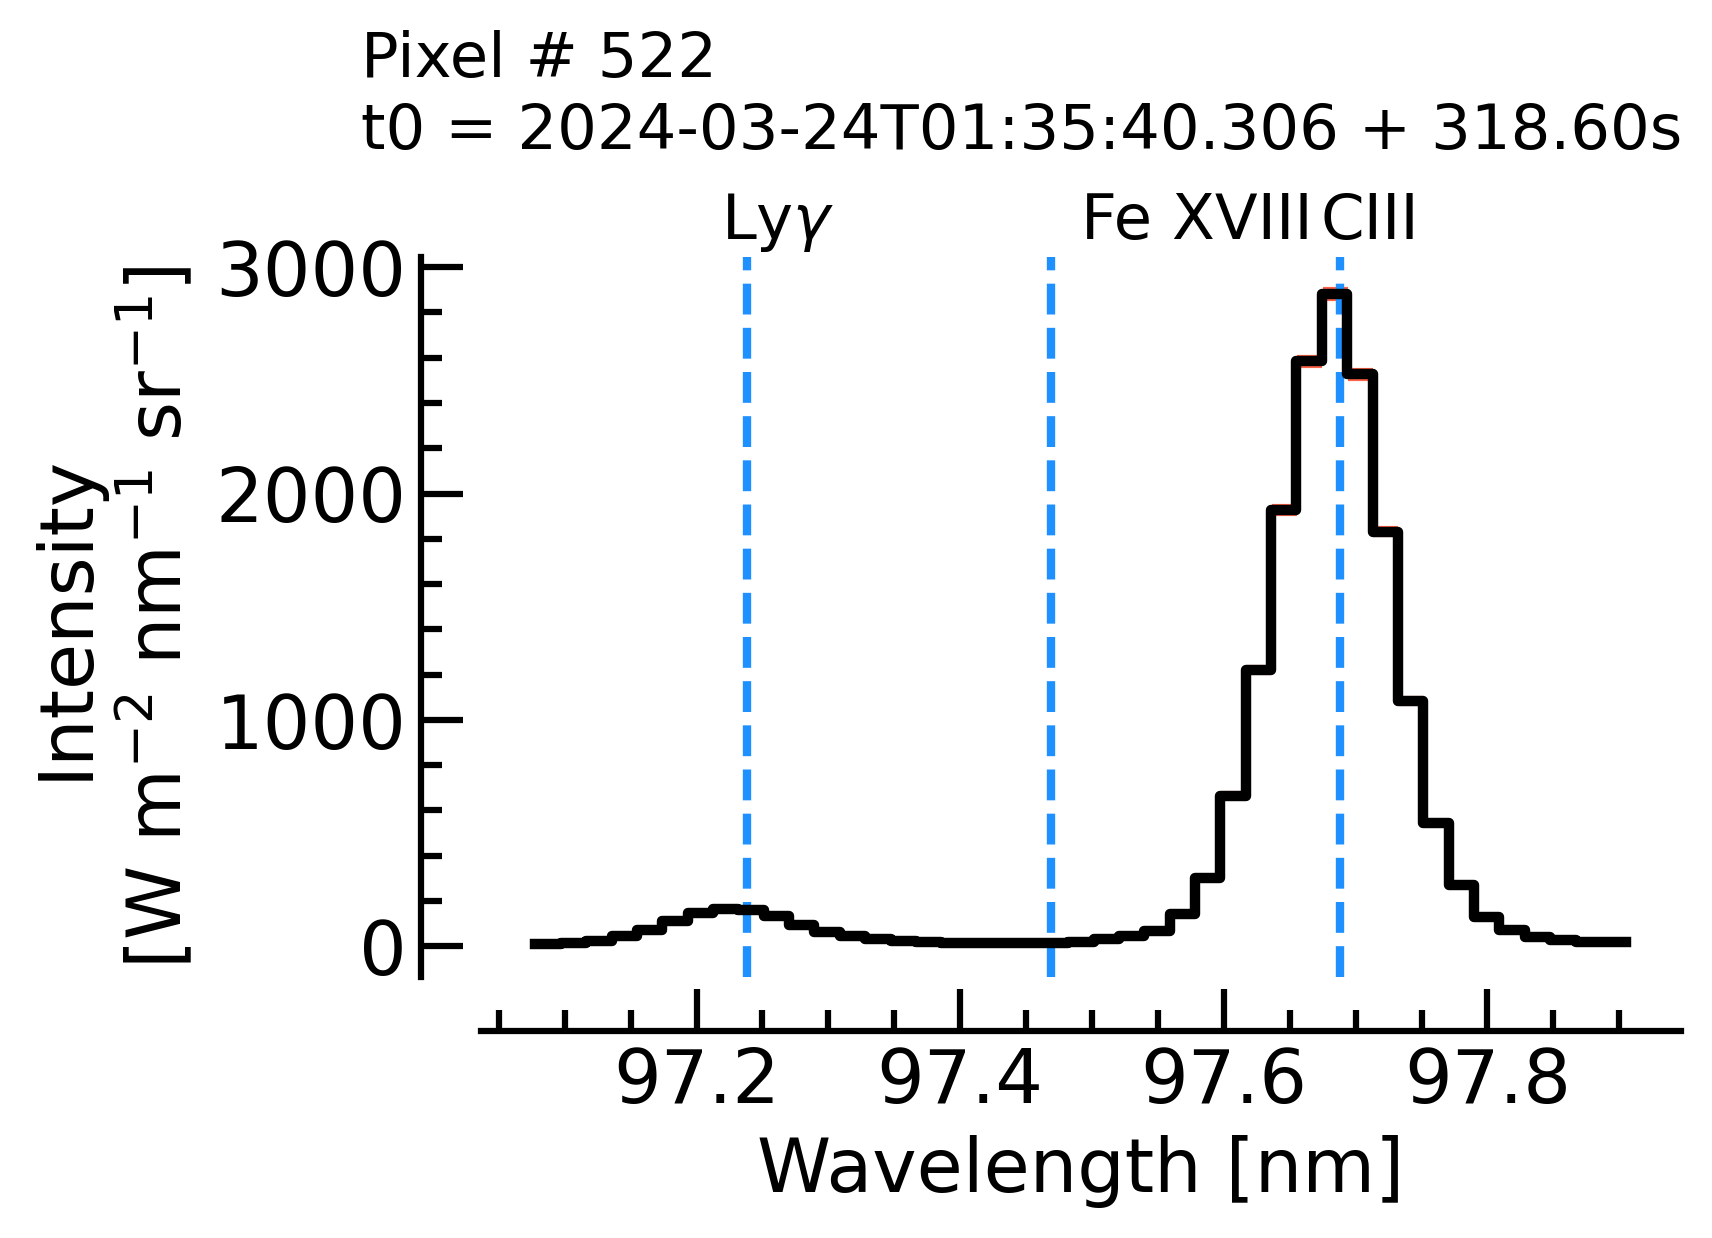 Pixel # 522
t0 = 2024-03-24T01:35:40.306 + 318.60s
Lyγ Fe XVIII CIII
Intensity
[W m⁻² nm⁻¹ sr⁻¹]
3000
2000
1000
0
97.2 97.4 97.6 97.8
Wavelength [nm]